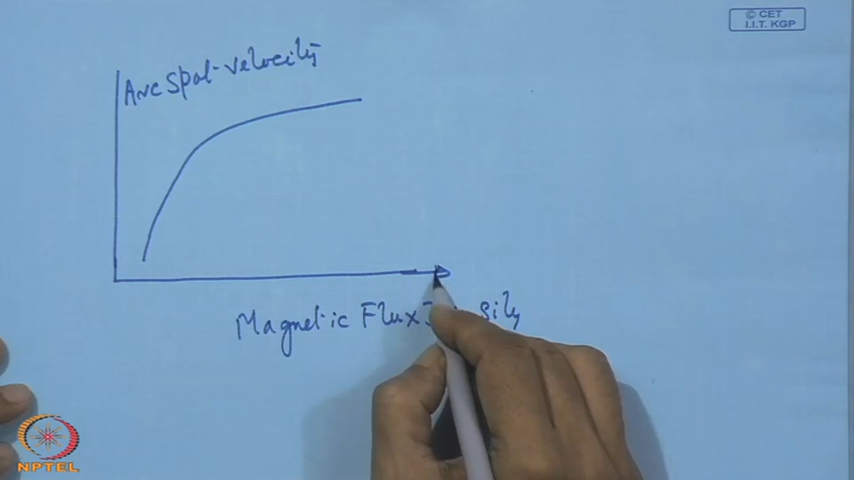 © CET
I.I.T. KGP
Arc Spot-velocity
Magnetic Flux
NPTEL